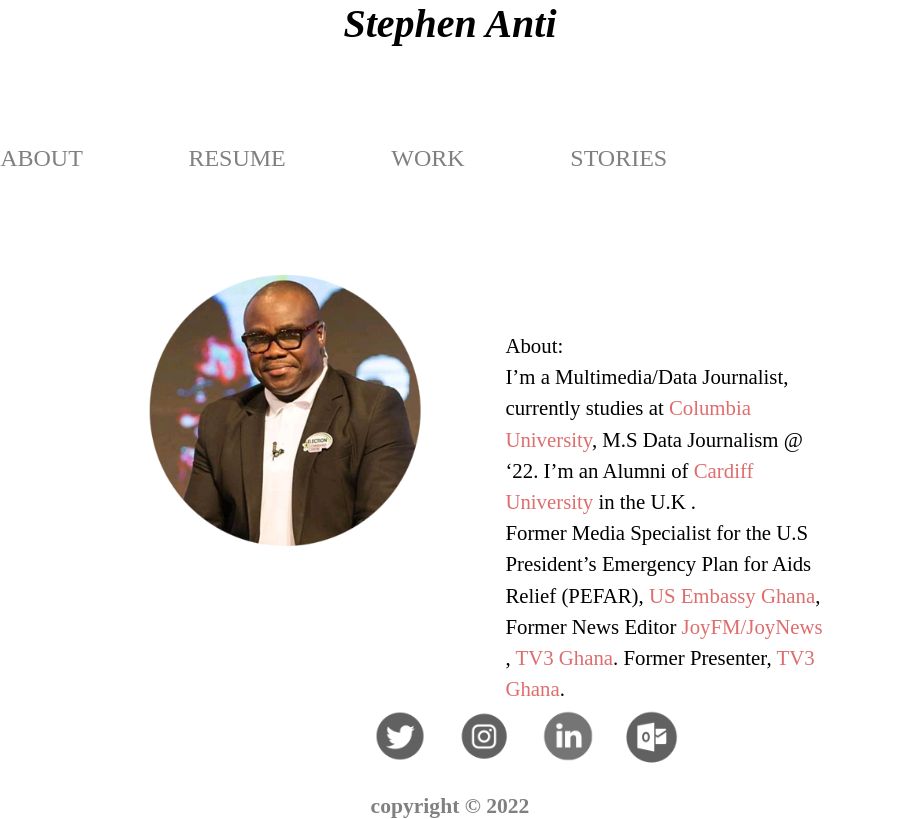 Stephen Anti
ABOUT RESUME WORK STORIES
ELECTION
About:
I’m a Multimedia/Data Journalist,
currently studies at Columbia
University, M.S Data Journalism @
‘22. I’m an Alumni of Cardiff
University in the U.K .
Former Media Specialist for the U.S
President’s Emergency Plan for Aids
Relief (PEFAR), US Embassy Ghana,
Former News Editor JoyFM/JoyNews
, TV3 Ghana. Former Presenter, TV3
Ghana.
in
copyright © 2022